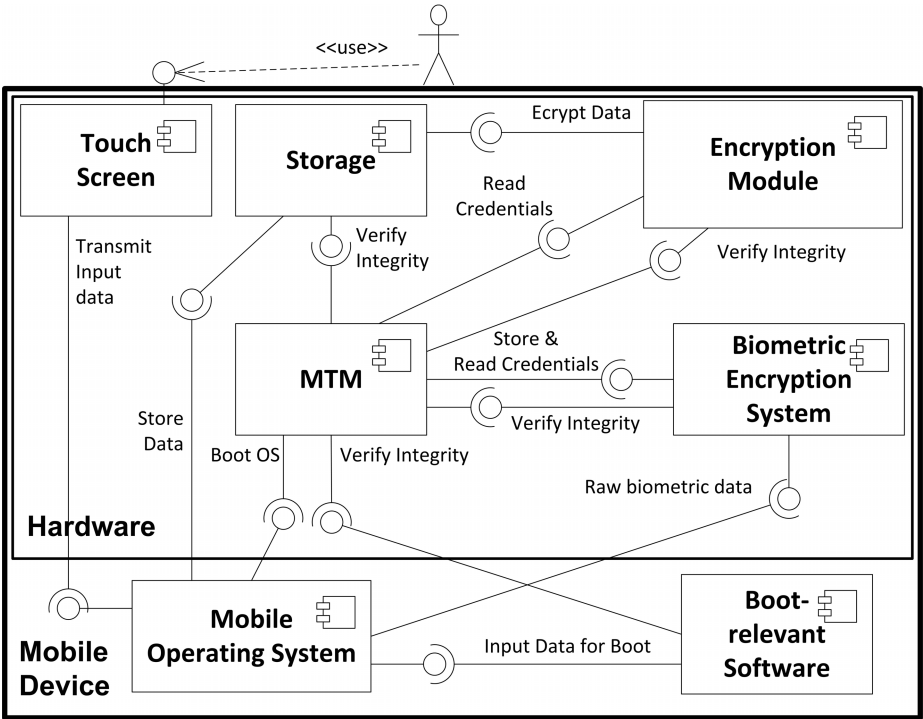 <<use>>
Touch
Screen
Storage
Ecrypt Data
Encryption
Module
Read
Credentials
Transmit
Input
data
Verify
Integrity
Verify Integrity
MTM
Store &
Read Credentials
Biometric
Encryption
System
Verify Integrity
Store
Data
Boot OS
Verify Integrity
Raw biometric data
Hardware
Mobile
Operating System
Input Data for Boot
Boot-
relevant
Software
Mobile
Device